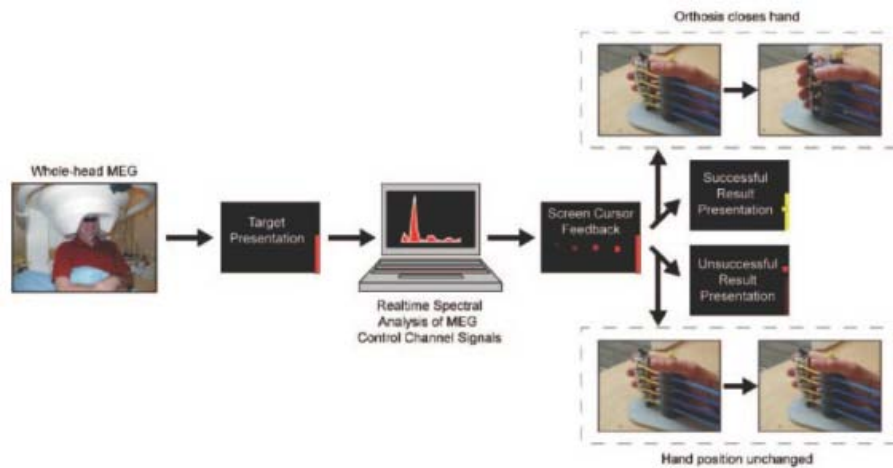 Orthosis closes hand
Whole-head MEG
Target
Presentation
Realtime Spectral
Analysis of MEG
Control Channel Signals
Screen Cursor
Feedback
Successful
Result
Presentation
Unsuccessful
Result
Presentation
Hand position unchanged